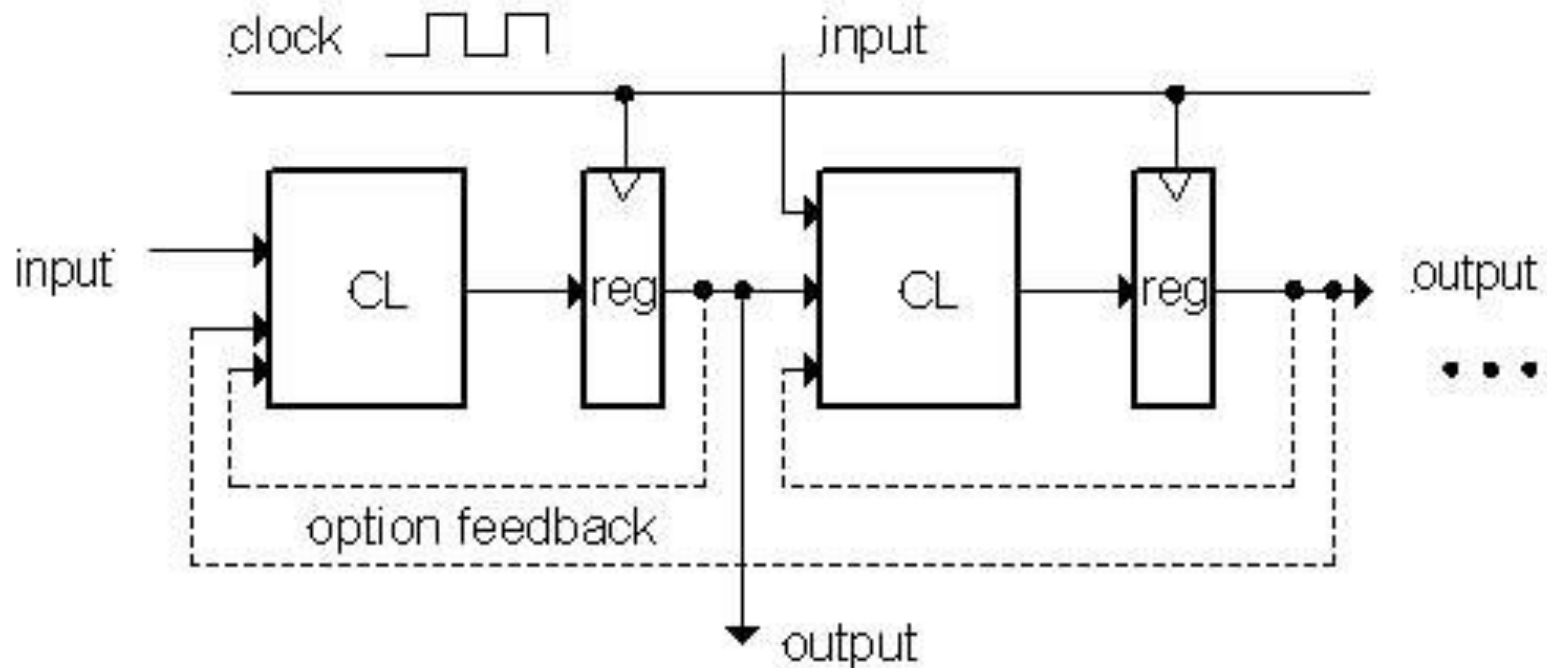 clock
input
input
CL
reg
CL
reg
output
option feedback
output